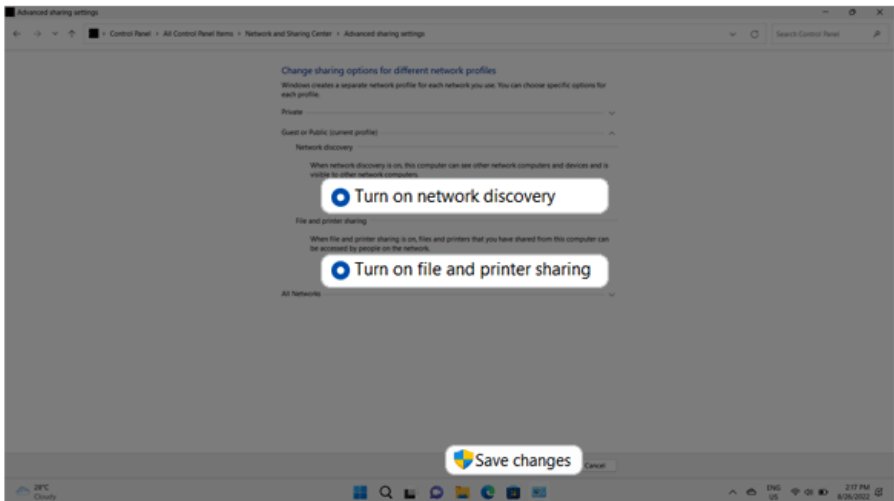 Advanced sharing settings
Control Panel > All Control Panel Items > Network and Sharing Center > Advanced sharing settings
Search Control Panel
Change sharing options for different network profiles
Windows creates a separate network profile for each network you use. You can choose specific options for
each profile.
Private
Guest or Public (current profile)
Network discovery
When network discovery is on, this computer can see other network computers and devices and is
visible to other network computers.
Turn on network discovery
File and printer sharing
When file and printer sharing is on, files and printers that you have shared from this computer can
be accessed by people on the network.
Turn on file and printer sharing
All Networks
Save changes
Cancel
28°C
Cloudy
ENG
US
2:17 PM
8/26/2022